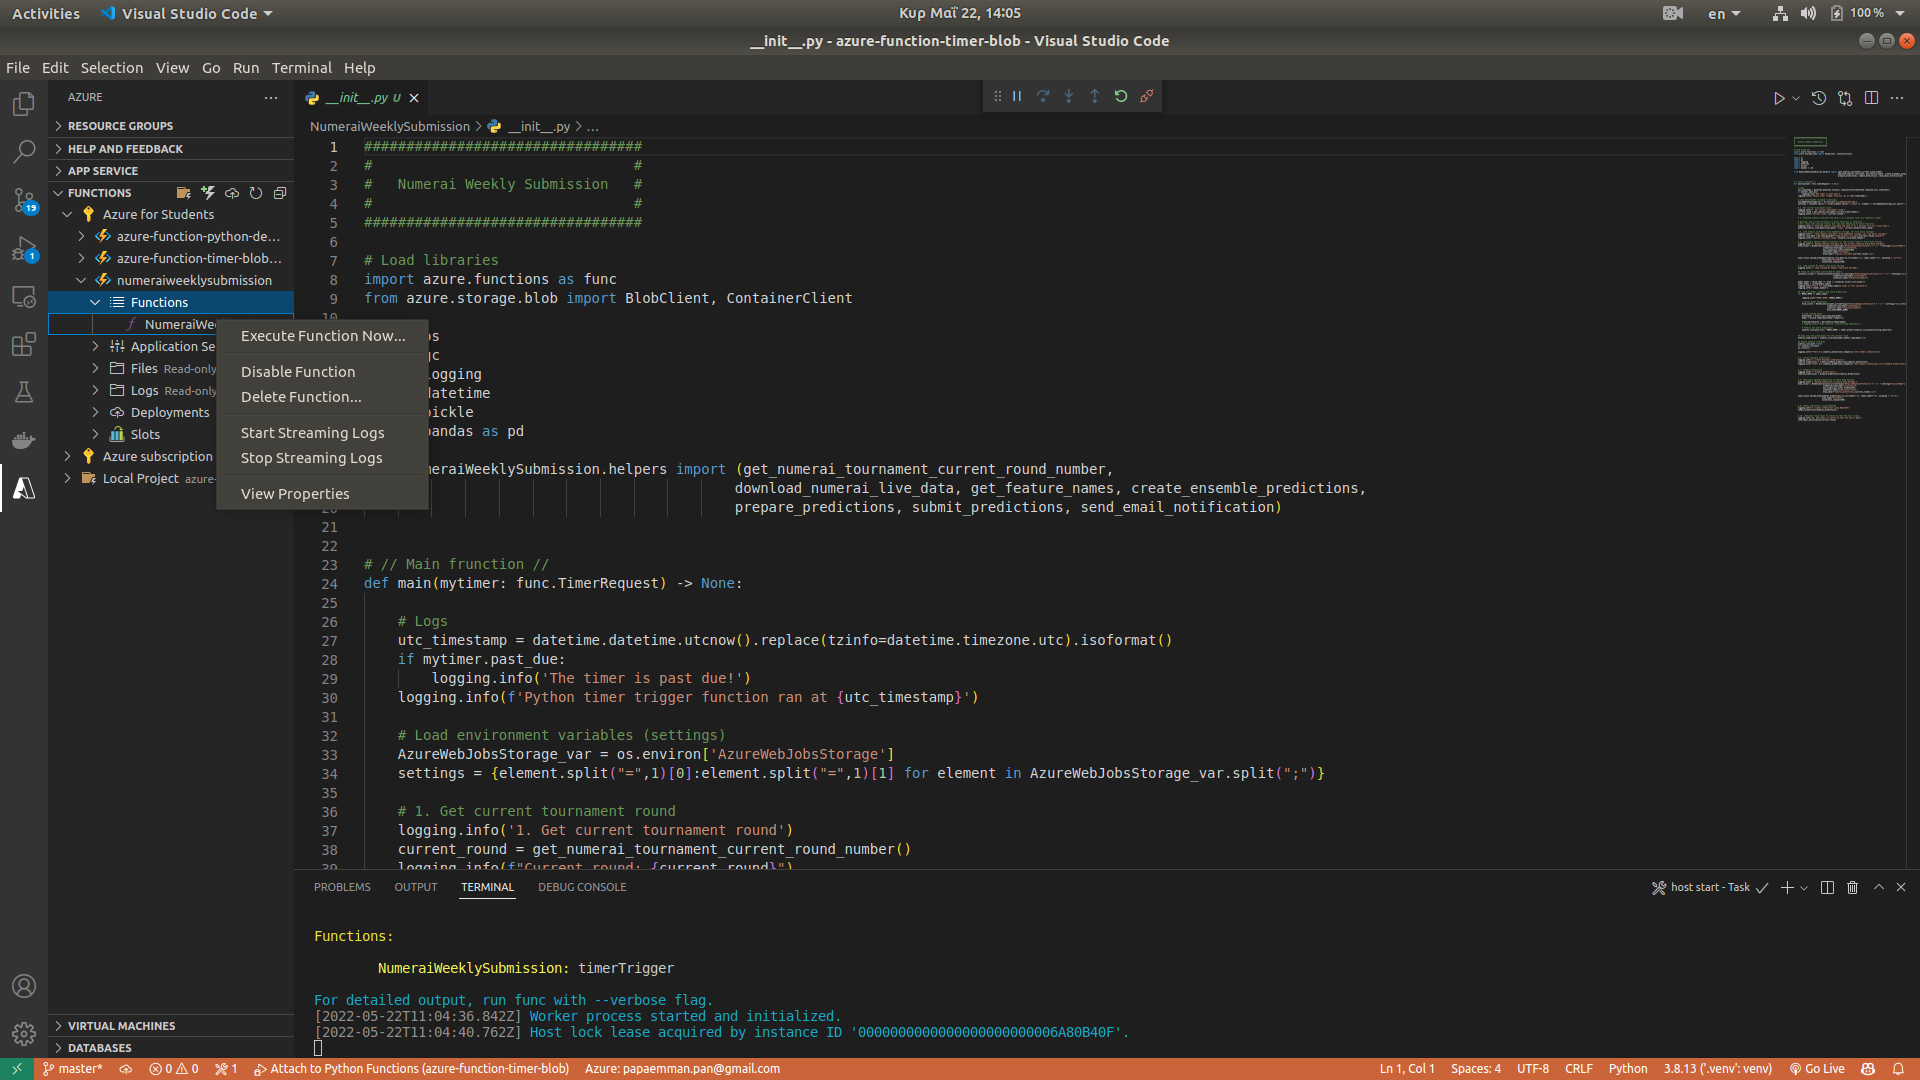 Activities Visual Studio Code Κυρ Μαΐ 22, 14:05 en 100 %
__init__.py - azure-function-timer-blob - Visual Studio Code
File Edit Selection View Go Run Terminal Help
AZURE
RESOURCE GROUPS
HELP AND FEEDBACK
APP SERVICE
FUNCTIONS
Azure for Students
azure-function-python-de...
azure-function-timer-blob...
numeraiweeklysubmission
Functions
NumeraiWee
Application Se
Files Read-only
Logs Read-only
Deployments
Slots
Azure subscription
Local Project azure-
VIRTUAL MACHINES
DATABASES
19
1
Execute Function Now...
Disable Function
Delete Function...
Start Streaming Logs
Stop Streaming Logs
View Properties
__init__.py U
NumeraiWeeklySubmission > __init__.py > ...
1 #################################
2 # #
3 # Numerai Weekly Submission #
4 # #
5 #################################
6
7 # Load libraries
8 import azure.functions as func
9 from azure.storage.blob import BlobClient, ContainerClient
10
os
gc
logging
datetime
pickle
pandas as pd
meraiWeeklySubmission.helpers import (get_numerai_tournament_current_round_number,
download_numerai_live_data, get_feature_names, create_ensemble_predictions,
20 prepare_predictions, submit_predictions, send_email_notification)
21
22
23 # // Main frunction //
24 def main(mytimer: func.TimerRequest) -> None:
25
26 # Logs
27 utc_timestamp = datetime.datetime.utcnow().replace(tzinfo=datetime.timezone.utc).isoformat()
28 if mytimer.past_due:
29 logging.info('The timer is past due!')
30 logging.info(f'Python timer trigger function ran at {utc_timestamp}')
31
32 # Load environment variables (settings)
33 AzureWebJobsStorage_var = os.environ['AzureWebJobsStorage']
34 settings = {element.split("=",1)[0]:element.split("=",1)[1] for element in AzureWebJobsStorage_var.split(";")}
35
36 # 1. Get current tournament round
37 logging.info('1. Get current tournament round')
38 current_round = get_numerai_tournament_current_round_number()
39 logging.info(f"Current round: {current_round}")
PROBLEMS OUTPUT TERMINAL DEBUG CONSOLE host start - Task
Functions:
NumeraiWeeklySubmission: timerTrigger
For detailed output, run func with --verbose flag.
[2022-05-22T11:04:36.842Z] Worker process started and initialized.
[2022-05-22T11:04:40.762Z] Host lock lease acquired by instance ID '0000000000000000000000006A80B40F'.
master* 0 0 1 Attach to Python Functions (azure-function-timer-blob) Azure: papaemman.pan@gmail.com Ln 1, Col 1 Spaces: 4 UTF-8 CRLF Python 3.8.13 ('.venv': venv) Go Live